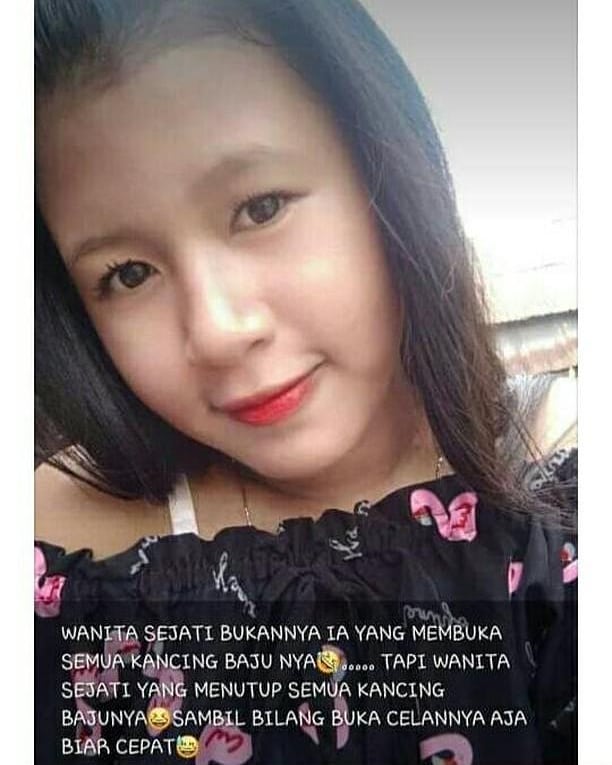 WANITA SEJATI BUKANNYA IA YANG MEMBUKA
SEMUA KANCING BAJU NYA🤣..... TAPI WANITA
SEJATI YANG MENUTUP SEMUA KANCING
BAJUNYA😆SAMBIL BILANG BUKA CELANNYA AJA
BIAR CEPAT😅